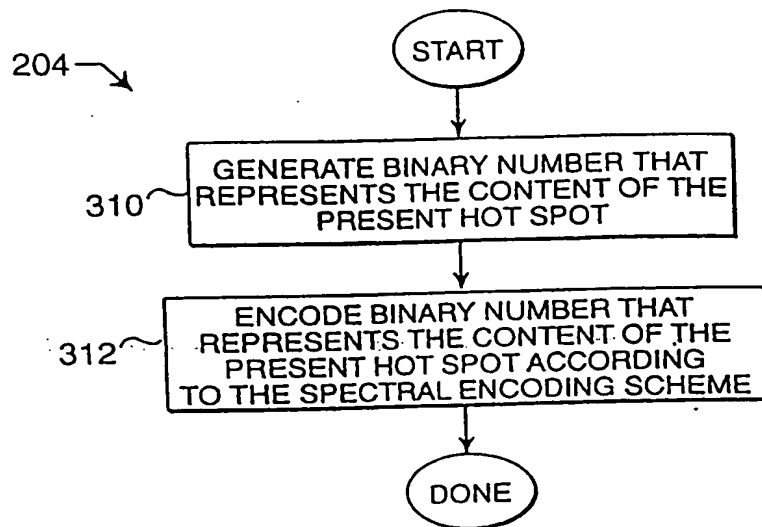 START
204
GENERATE BINARY NUMBER THAT
REPRESENTS THE CONTENT OF THE
PRESENT HOT SPOT
310
ENCODE BINARY NUMBER THAT
REPRESENTS THE CONTENT OF THE
PRESENT HOT SPOT ACCORDING
TO THE SPECTRAL ENCODING SCHEME
312
DONE